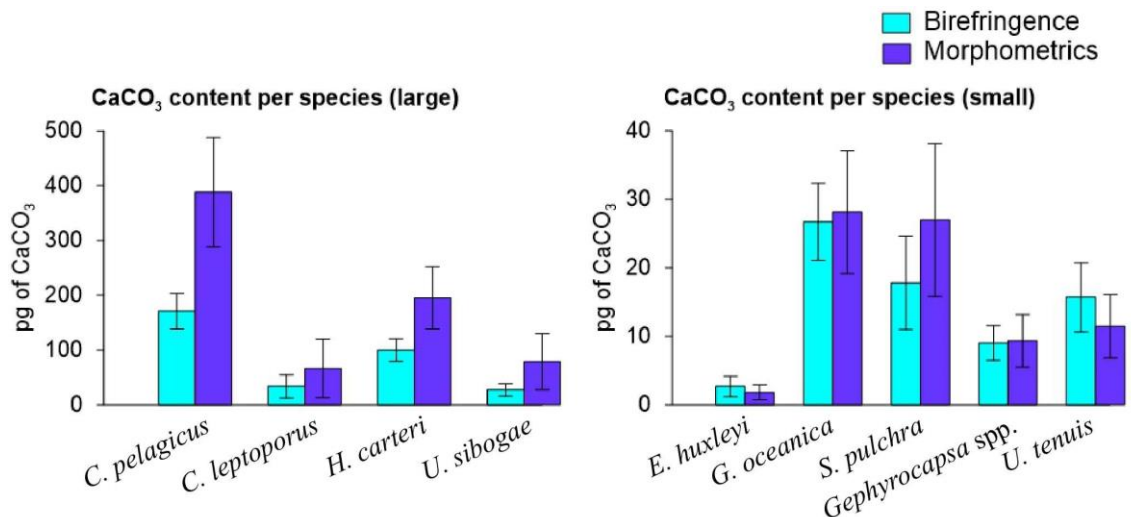 Birefringence
Morphometrics
CaCO₃ content per species (large)
pg of CaCO₃
500
400
300
200
100
0
C. pelagicus
C. leptoporus
H. carteri
U. sibogae
CaCO₃ content per species (small)
pg of CaCO₃
40
30
20
10
0
E. huxleyi
G. oceanica
S. pulchra
Gephyrocapsa spp.
U. tenuis